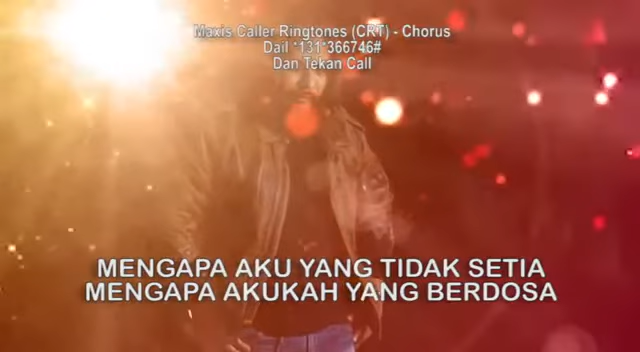 Maxis Caller Ringtones (CRT) - Chorus
Dail *131*366746#
Dan Tekan Call
MENGAPA AKU YANG TIDAK SETIA
MENGAPA AKUKAH YANG BERDOSA